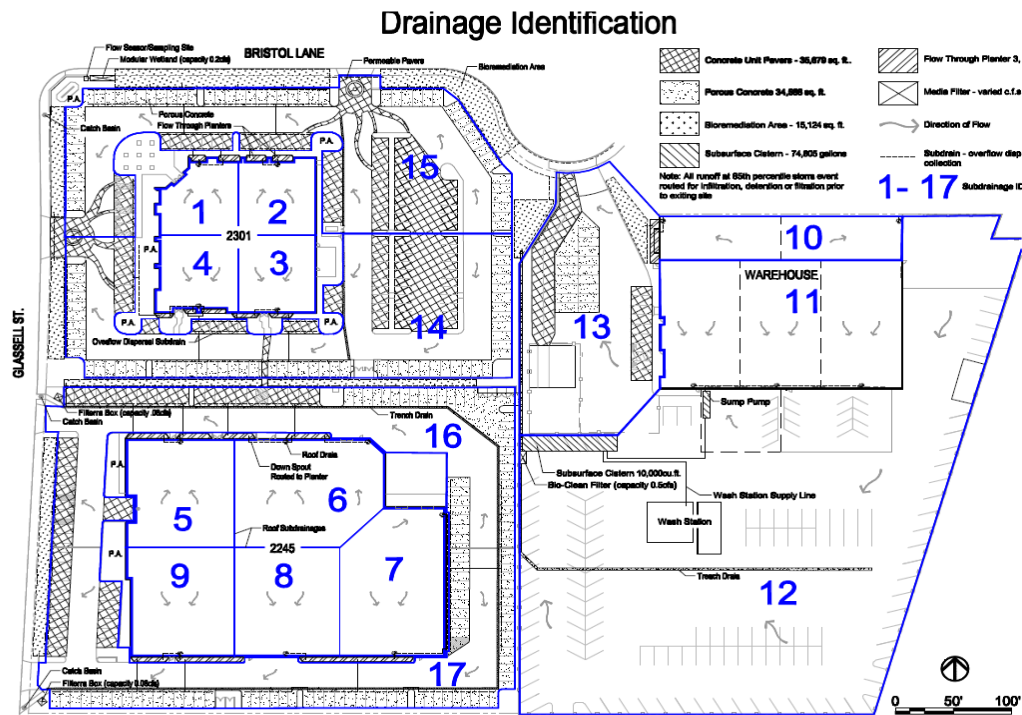 Drainage Identification
Flow Sensor/Sampling Site
Modular Wetland (capacity 0.2cfs)
BRISTOL LANE
Permeable Pavers
Bioremediation Area
Concrete Unit Pavers - 35,679 sq. ft..
Flow Through Planter 3,
Porous Concrete
Media Filter - varied c.f.s
Bioremediation Area - 15,124 sq. ft.
Direction of Flow
Subsurface Cistern - 74,805 gallons
Subdrain - overflow disp
collection
Note: All runoff at 85th percentile storm event
routed for infiltration, detention or filtration prior
to exiting site
1- 17 Subdrainage ID
P.A.
Porous Concrete
Flow Through Planters
Catch Basin
P.A.
15
1
2
2301
4
3
P.A.
P.A.
P.A.
Overflow Dispersal Subdrain
14
13
10
WAREHOUSE
11
GLASSELL ST.
Filterra Box (capacity .06cfs)
Catch Basin
Trench Drain
Sump Pump
16
Roof Drain
Down Spout
Routed to Planter
P.A.
5
6
Subsurface Cistern 10,000cu.ft.
Bio-Clean Filter (capacity 0.5cfs)
Wash Station Supply Line
Wash Station
Roof Subdrainages
2245
P.A.
9
8
7
Trench Drain
12
17
Catch Basin
Filterra Box (capacity 0.06cfs)
0 50' 100'